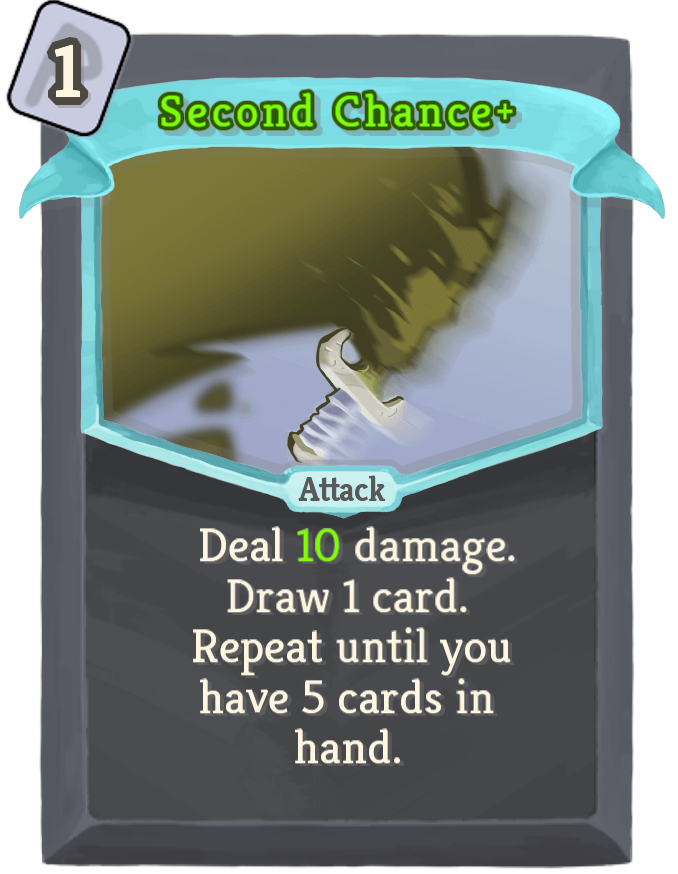 1
Second Chance+
Attack
Deal 10 damage.
Draw 1 card.
Repeat until you
have 5 cards in
hand.